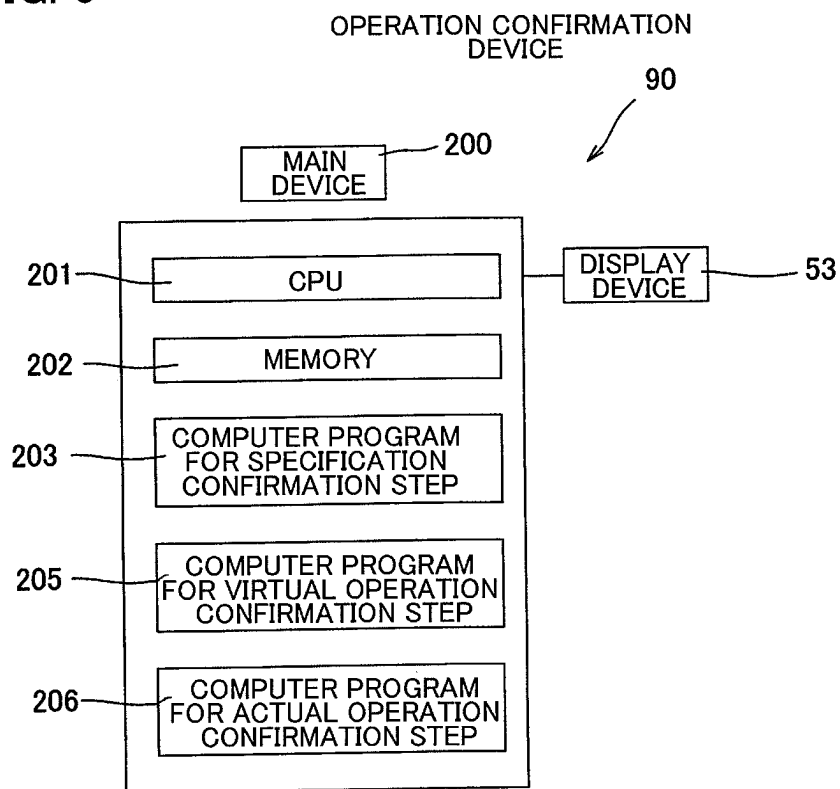 OPERATION CONFIRMATION
DEVICE
90
MAIN
DEVICE
200
201
CPU
DISPLAY
DEVICE
53
202
MEMORY
203
COMPUTER PROGRAM
FOR SPECIFICATION
CONFIRMATION STEP
205
COMPUTER PROGRAM
FOR VIRTUAL OPERATION
CONFIRMATION STEP
206
COMPUTER PROGRAM
FOR ACTUAL OPERATION
CONFIRMATION STEP